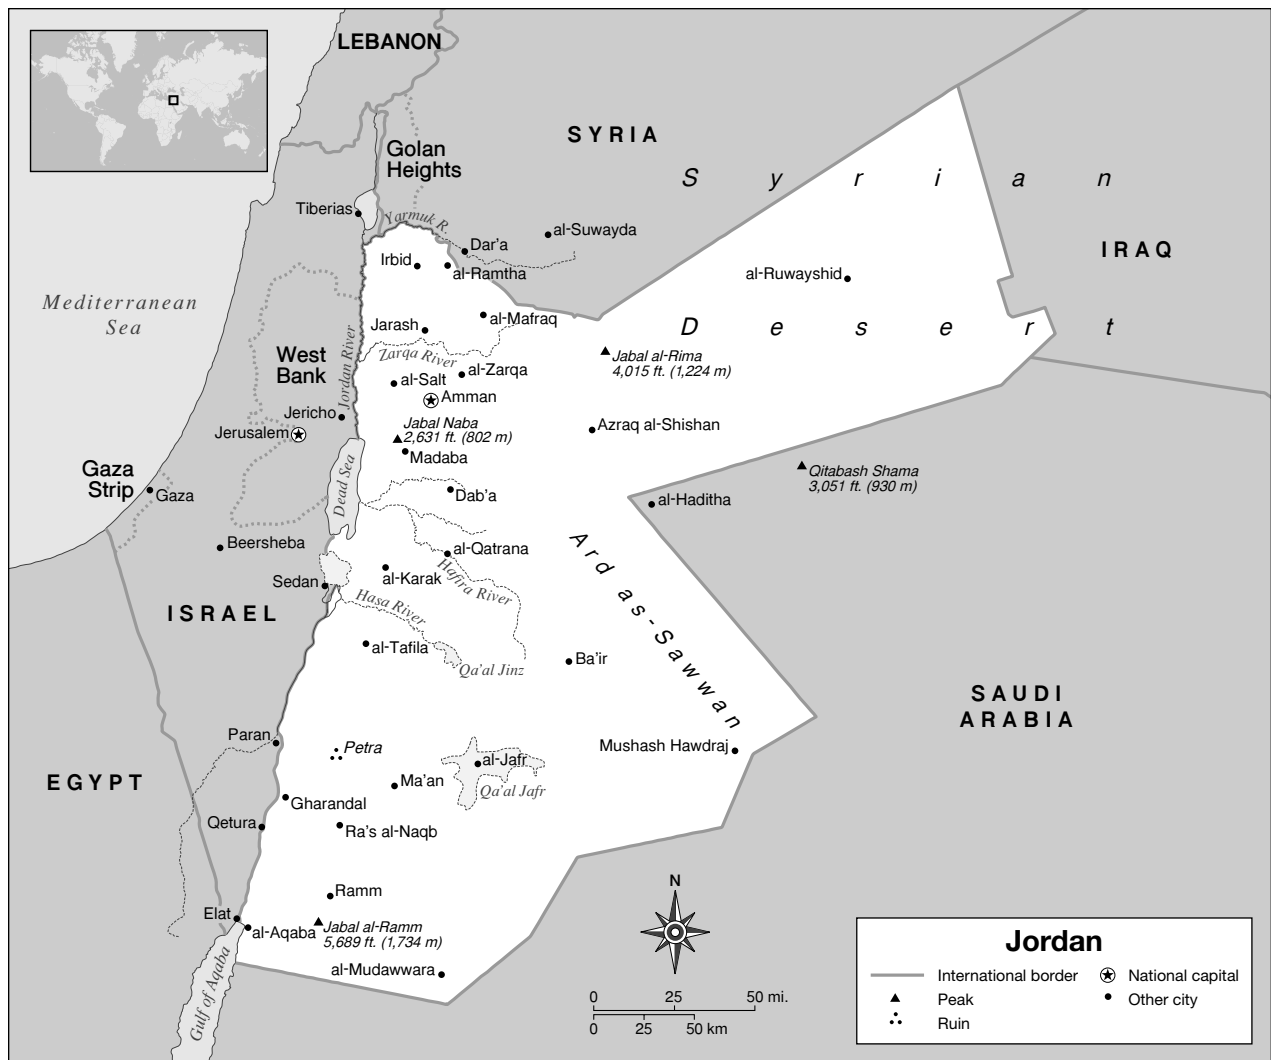 LEBANON
SYRIA
Golan
Heights
Syrian
Tiberias
Yarmuk R.
al-Suwayda
Dar'a
IRAQ
Irbid
al-Ramtha
al-Ruwayshid
Mediterranean
Sea
al-Mafraq
Desert
Jarash
Jordan River
Zarqa River
Jabal al-Rima
4,015 ft. (1,224 m)
West
Bank
al-Zarqa
al-Salt
Amman
Jericho
Jabal Naba
2,631 ft. (802 m)
Azraq al-Shishan
Jerusalem
Madaba
Gaza
Strip
Gaza
Dead Sea
Dab'a
Qitabash Shama
3,051 ft. (930 m)
al-Haditha
Beersheba
al-Qatrana
Ard as-Sawwan
Sedan
al-Karak
Hafira River
Hasa River
ISRAEL
al-Tafila
Qa'al Jinz
Ba'ir
SAUDI
ARABIA
Paran
Petra
Mushash Hawdraj
al-Jafr
EGYPT
Ma'an
Qa'al Jafr
Gharandal
Qetura
Ra's al-Naqb
Ramm
Elat
al-Aqaba
Jabal al-Ramm
5,689 ft. (1,734 m)
al-Mudawwara
Gulf of Aqaba
N
0 25 50 mi.
0 25 50 km
Jordan
International border
National capital
Peak
Other city
Ruin